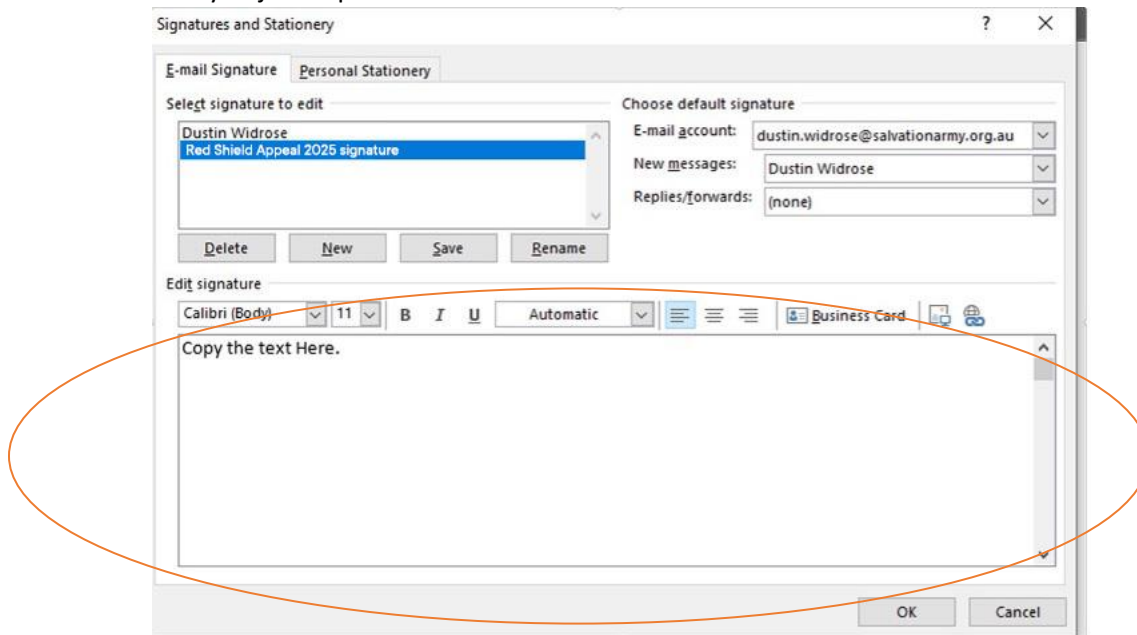 Signatures and Stationery ? X
E-mail Signature Personal Stationery
Select signature to edit
Dustin Widrose
Red Shield Appeal 2025 signature
Delete New Save Rename
Choose default signature
E-mail account: dustin.widrose@salvationarmy.org.au
New messages: Dustin Widrose
Replies/forwards: (none)
Edit signature
Calibri (Body) 11 B I U Automatic Business Card
Copy the text Here.
OK Cancel